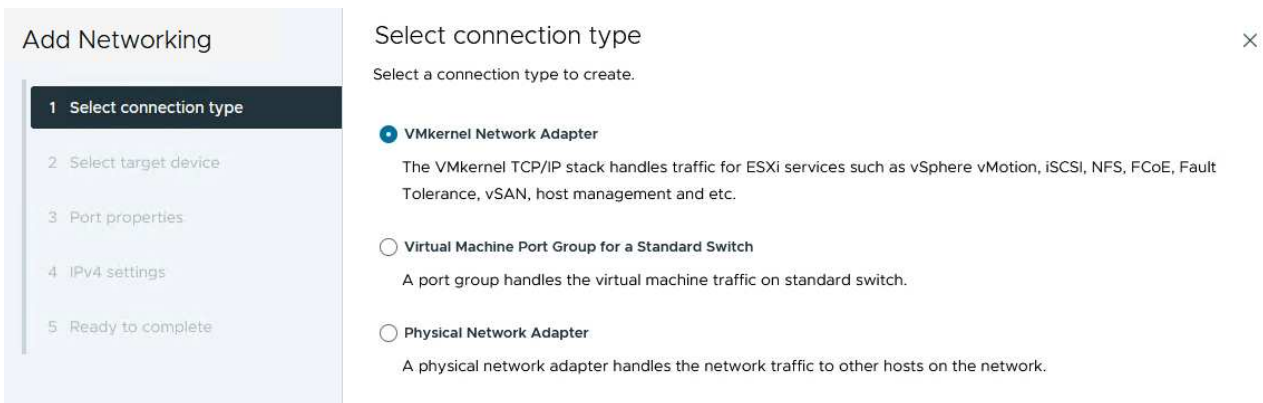 Add Networking
1 Select connection type
2 Select target device
3 Port properties
4 IPv4 settings
5 Ready to complete
Select connection type
Select a connection type to create.
VMkernel Network Adapter
The VMkernel TCP/IP stack handles traffic for ESXi services such as vSphere vMotion, iSCSI, NFS, FCoE, Fault
Tolerance, vSAN, host management and etc.
Virtual Machine Port Group for a Standard Switch
A port group handles the virtual machine traffic on standard switch.
Physical Network Adapter
A physical network adapter handles the network traffic to other hosts on the network.